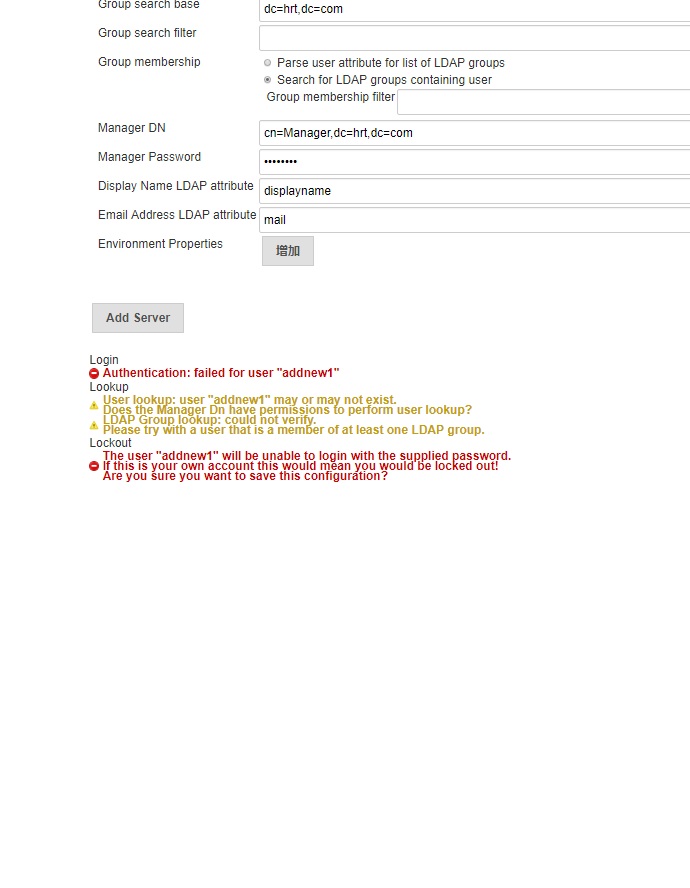 Group search base
dc=hrt,dc=com
Group search filter
Group membership
Parse user attribute for list of LDAP groups
Search for LDAP groups containing user
Group membership filter
Manager DN
cn=Manager,dc=hrt,dc=com
Manager Password
••••••••
Display Name LDAP attribute
displayname
Email Address LDAP attribute
mail
Environment Properties
增加
Add Server
Login
Authentication: failed for user "addnew1"
Lookup
User lookup: user "addnew1" may or may not exist.
Does the Manager Dn have permissions to perform user lookup?
LDAP Group lookup: could not verify.
Please try with a user that is a member of at least one LDAP group.
Lockout
The user "addnew1" will be unable to login with the supplied password.
If this is your own account this would mean you would be locked out!
Are you sure you want to save this configuration?